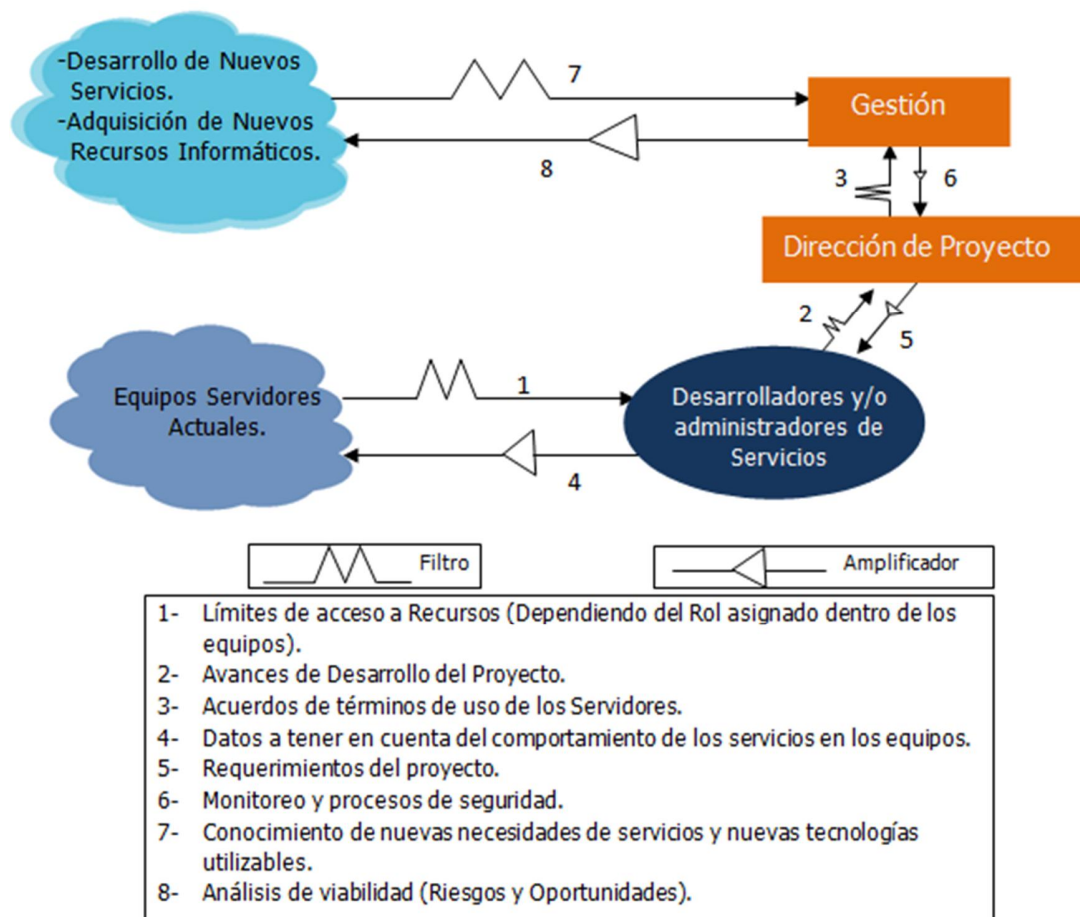 -Desarrollo de Nuevos
Servicios.
-Adquisición de Nuevos
Recursos Informáticos.
7
Gestión
8
3
6
Dirección de Proyecto
2
5
Equipos Servidores
Actuales.
1
Desarrolladores y/o
administradores de
Servicios
4
Filtro
Amplificador
1- Límites de acceso a Recursos (Dependiendo del Rol asignado dentro de los
equipos).
2- Avances de Desarrollo del Proyecto.
3- Acuerdos de términos de uso de los Servidores.
4- Datos a tener en cuenta del comportamiento de los servicios en los equipos.
5- Requerimientos del proyecto.
6- Monitoreo y procesos de seguridad.
7- Conocimiento de nuevas necesidades de servicios y nuevas tecnologías
utilizables.
8- Análisis de viabilidad (Riesgos y Oportunidades).